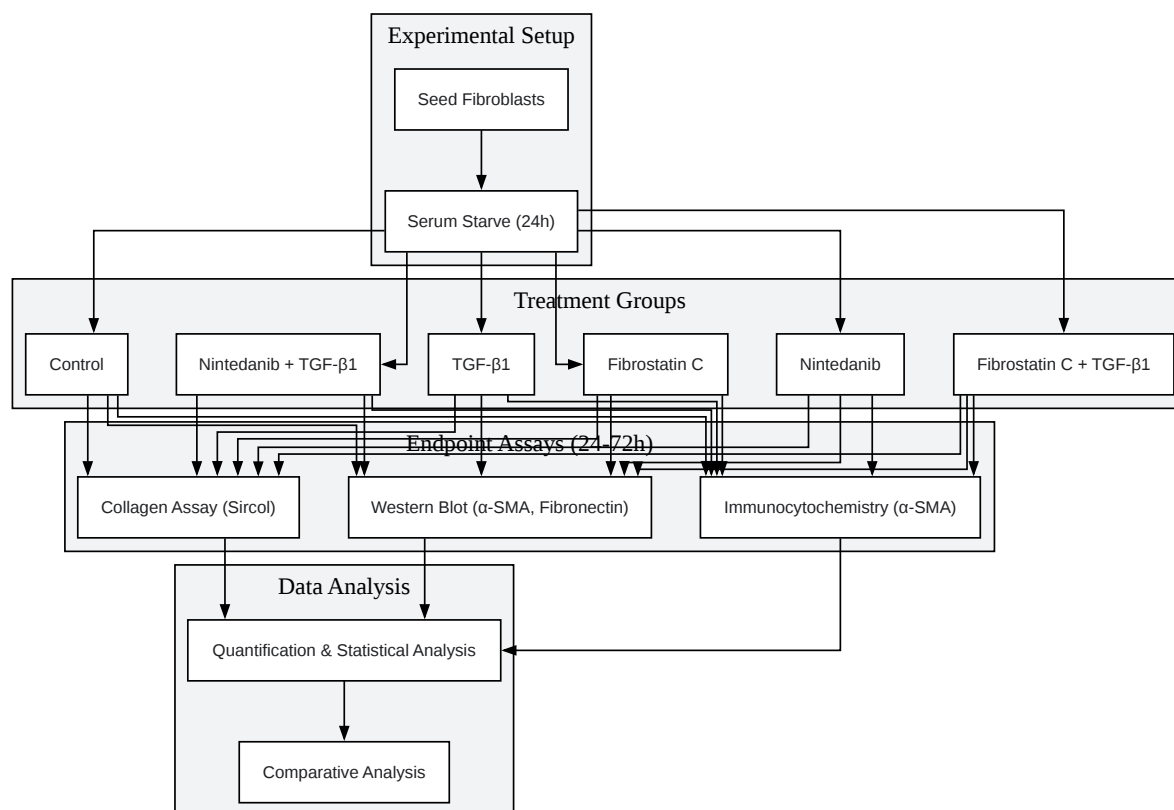 Experimental Setup
Seed Fibroblasts
Serum Starve (24h)
Treatment Groups
Control
Nintedanib + TGF-β1
TGF-β1
Fibrostatin C
Nintedanib
Fibrostatin C + TGF-β1
Endpoint Assays (24-72h)
Collagen Assay (Sircol)
Western Blot (α-SMA, Fibronectin)
Immunocytochemistry (α-SMA)
Data Analysis
Quantification & Statistical Analysis
Comparative Analysis